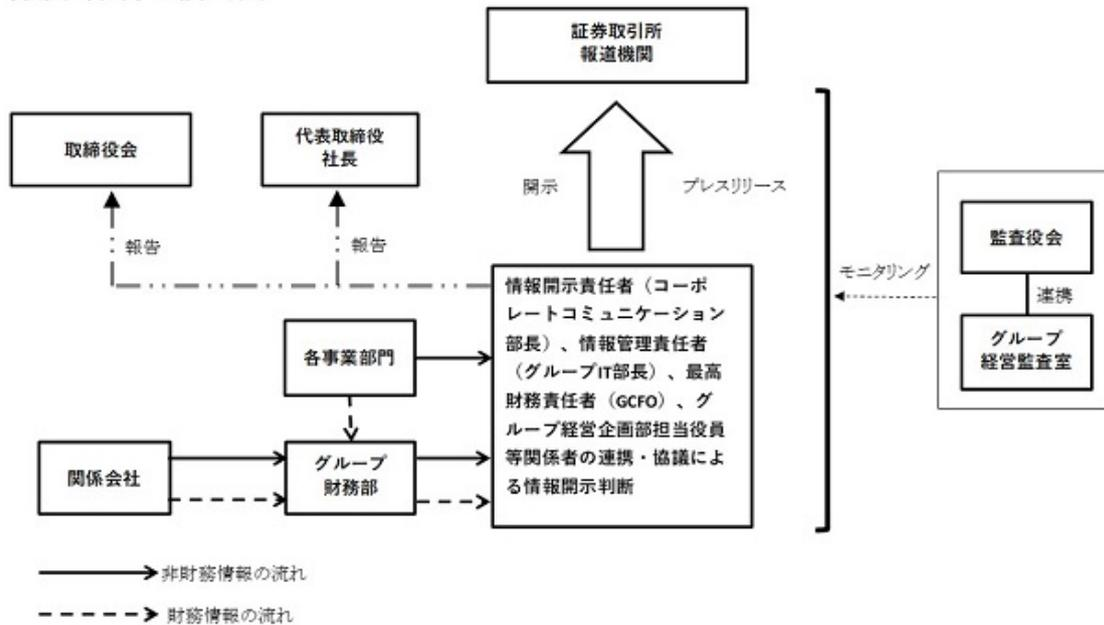 証券取引所
報道機関
取締役会
代表取締役
社長
開示
プレスリリース
報告
報告
監査役会
モニタリング
連携
グループ
経営監査室
情報開示責任者（コーポ
レートコミュニケーション
部長）、情報管理責任者
（グループIT部長）、最高
財務責任者（GCFO）、グ
ループ経営企画部担当役員
等関係者の連携・協議によ
る情報開示判断
各事業部門
関係会社
グループ
財務部
非財務情報の流れ
財務情報の流れ